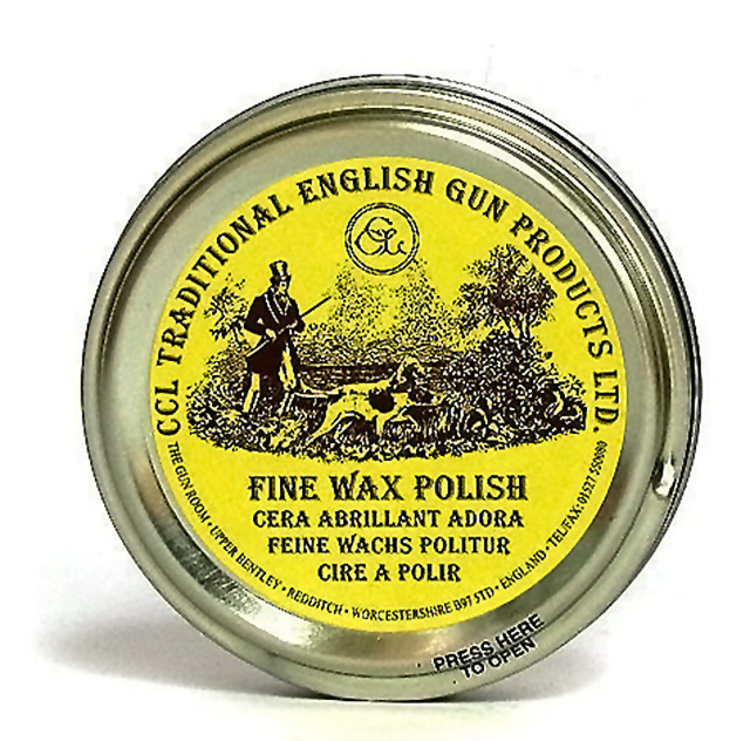 CCL TRADITIONAL ENGLISH GUN PRODUCTS LTD.
FINE WAX POLISH
CERA ABRILLANT ADORA
FEINE WACHS POLITUR
CIRE A POLIR
THE GUN ROOM • UPPER BENTLEY • REDDITCH • WORCESTERSHIRE B97 5TD • ENGLAND • TEL/FAX: 01527-550080
PRESS HERE
TO OPEN